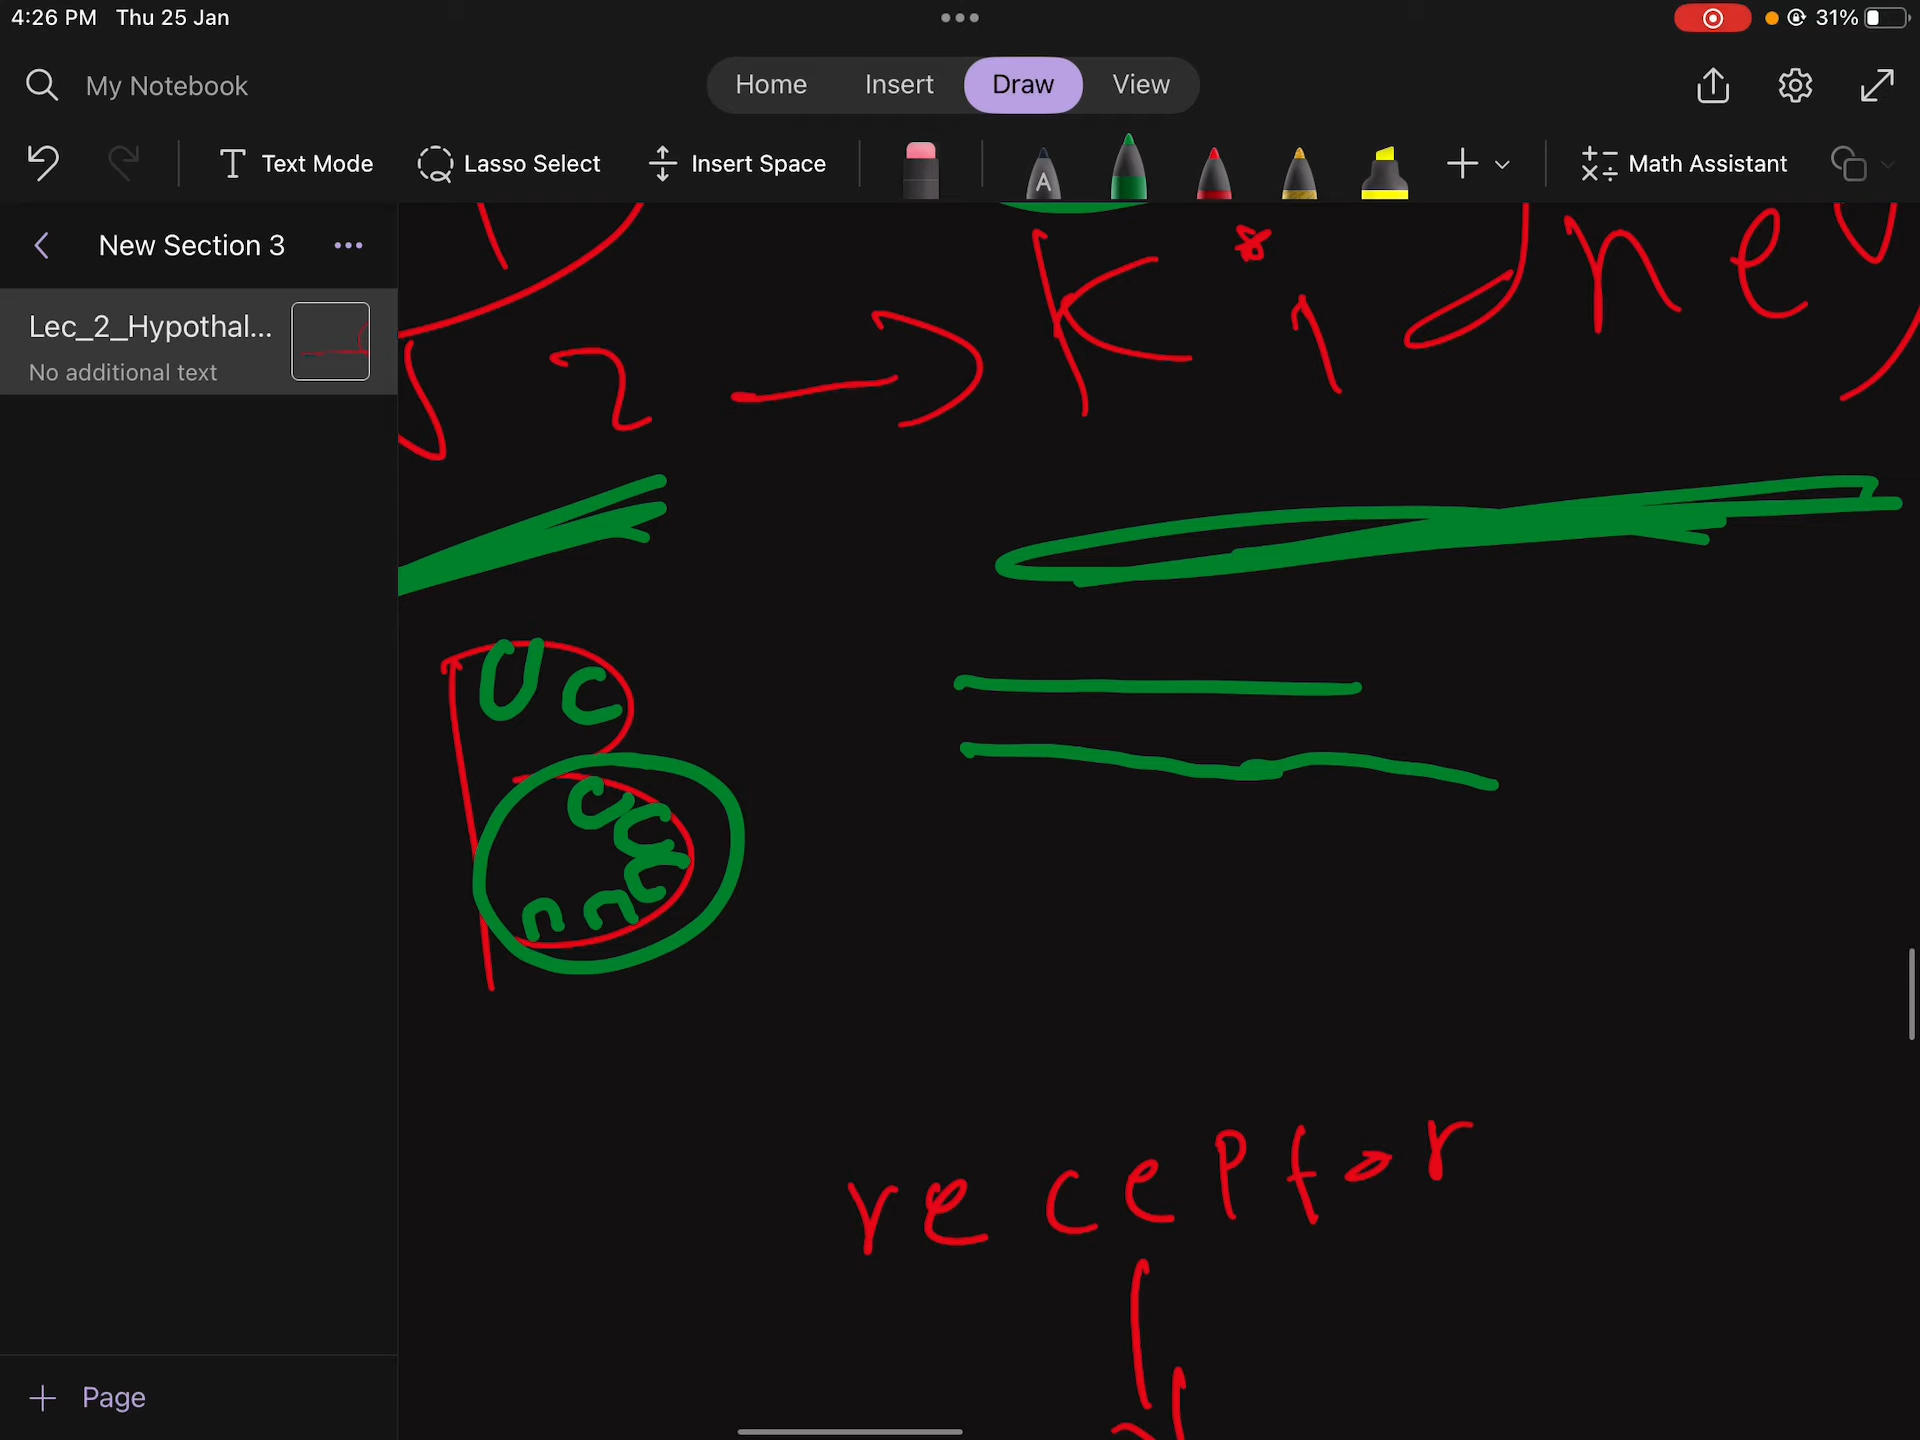 4:26 PM Thu 25 Jan
31%
My Notebook
Home Insert Draw View
Text Mode Lasso Select Insert Space
A
Math Assistant
New Section 3
Lec_2_Hypothal...
No additional text
2 → Kidney
UC
receptor
Page